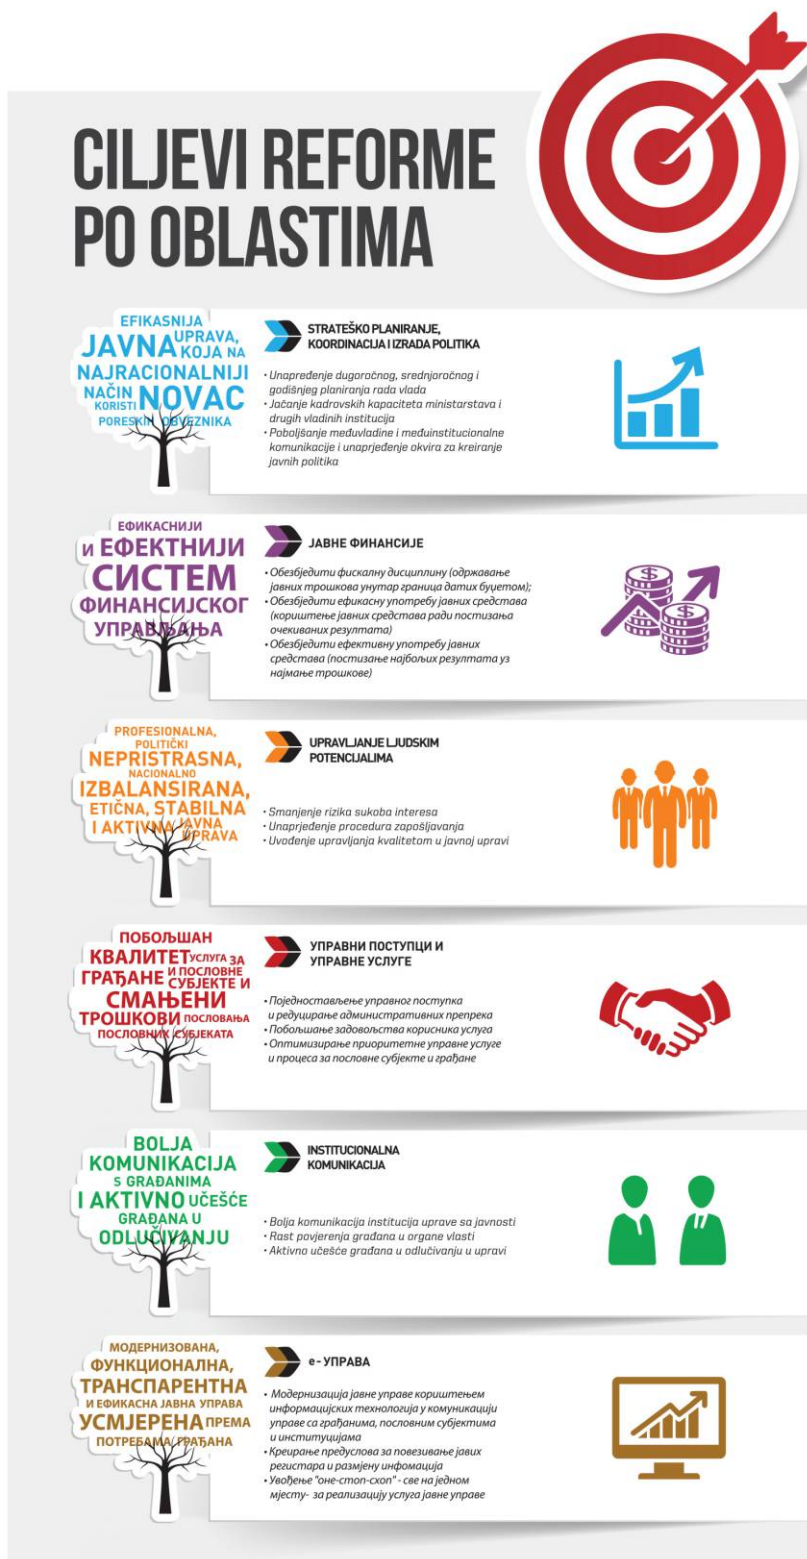 CILJEVI REFORME
PO OBLASTIMA
EFIKASNIJA
JAVNA UPRAVA,
KOJA NA
NAJRACIONALNIJI
NAČIN
KORISTI NOVAC
PORESKIH OBVEZNIKA
STRATEŠKO PLANIRANJE,
KOORDINACIJA I IZRADA POLITIKA
• Unapređenje dugoročnog, srednjoročnog i
godišnjeg planiranja rada vlada
• Jačanje kadrovskih kapaciteta ministarstava i
drugih vladinih institucija
• Poboljšanje međuvladine i međuinstitucionalne
komunikacije i unaprjeđenje okvira za kreiranje
javnih politika
ЕФИКАСНИЈИ
И ЕФЕКТНИЈИ
СИСТЕМ
ФИНАНСИЈСКОГ
УПРАВЉАЊА
ЈАВНЕ ФИНАНСИЈЕ
• Обезбједити фискалну дисциплину (одржавање
јавних трошкова унутар граница датих буџетом);
• Обезбједити ефикасну употребу јавних средстава
(кориштење јавних средстава ради постизања
очекиваних резултата)
• Обезбједити ефективну употребу јавних
средстава (постизање најбољих резултата уз
најмање трошкове)
PROFESIONALNA,
POLITIČKI
NEPRISTRASNA,
NACIONALNO
IZBALANSIRANA,
ETIČNA, STABILNA
I AKTIVNA JAVNA
UPRAVA
UPRAVLJANJE LJUDSKIM
POTENCIJALIMA
• Smanjenje rizika sukoba interesa
• Unaprjeđenje procedura zapošljavanja
• Uvođenje upravljanja kvalitetom u javnoj upravi
ПОБОЉШАН
КВАЛИТЕТ УСЛУГА ЗА
ГРАЂАНЕ И ПОСЛОВНЕ
СУБЈЕКТЕ И
СМАЊЕНИ
ТРОШКОВИ ПОСЛОВАЊА
ПОСЛОВНИХ СУБЈЕКАТА
УПРАВНИ ПОСТУПЦИ И
УПРАВНЕ УСЛУГЕ
• Поједностављење управног поступка
и редуцирање административних препрека
• Побољшање задовољства корисника услуга
• Оптимизирање приоритетне управне услуге
и процеса за пословне субјекте и грађане
BOLJA
KOMUNIKACIJA
S GRAĐANIMA
I AKTIVNO UČEŠĆE
GRAĐANA U
ODLUČIVANJU
INSTITUCIONALNA
KOMUNIKACIJA
• Bolja komunikacija institucija uprave sa javnosti
• Rast povjerenja građana u organe vlasti
• Aktivno učešće građana u odlučivanju u upravi
МОДЕРНИЗОВАНА,
ФУНКЦИОНАЛНА,
ТРАНСПАРЕНТНА
И ЕФИКАСНА ЈАВНА УПРАВА
УСМЈЕРЕНА ПРЕМА
ПОТРЕБАМА ГРАЂАНА
е - УПРАВА
• Модернизација јавне управе кориштењем
информацијских технологија у комуникацији
управе са грађанима, пословним субјектима
и институцијама
• Креирање предуслова за повезивање јавих
регистара и размјену инфомација
• Увођење "оне-стоп-схоп" - све на једном
мјесту- за реализацију услуга јавне управе